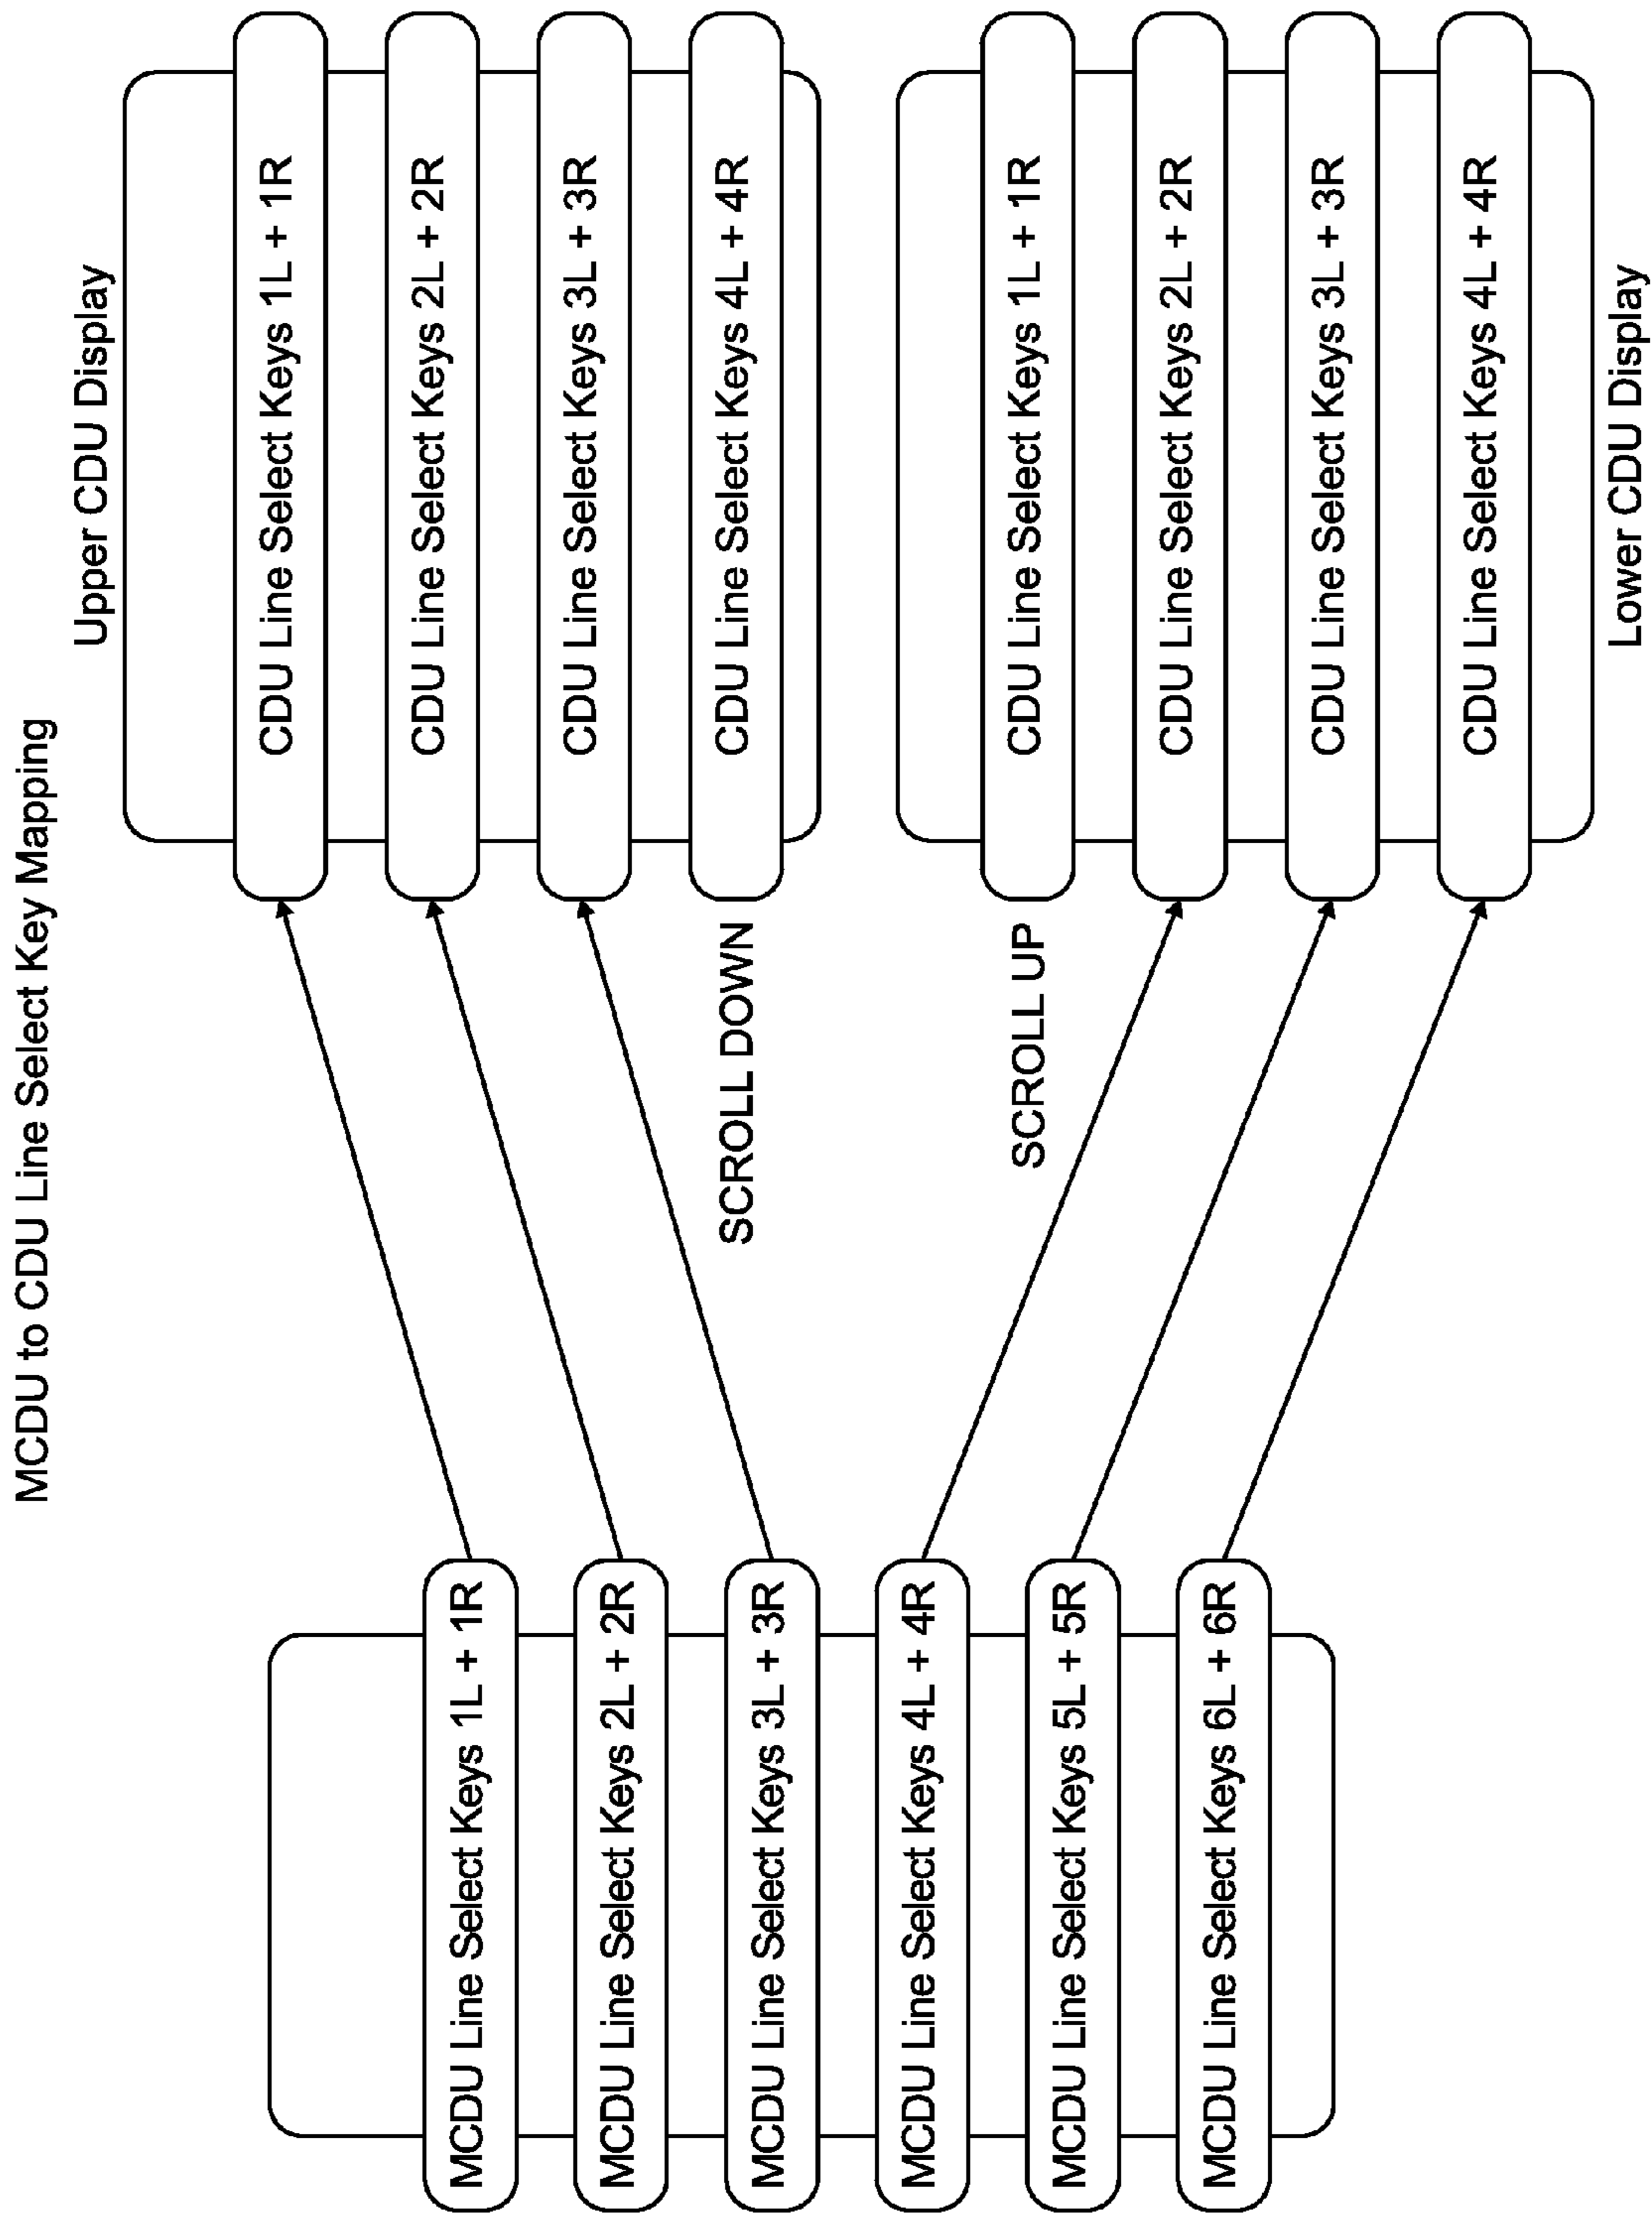 MCDU to CDU Line Select Key Mapping
Upper CDU Display
MCDU Line Select Keys 1L + 1R
MCDU Line Select Keys 2L + 2R
MCDU Line Select Keys 3L + 3R
MCDU Line Select Keys 4L + 4R
MCDU Line Select Keys 5L + 5R
MCDU Line Select Keys 6L + 6R
CDU Line Select Keys 1L + 1R
CDU Line Select Keys 2L + 2R
CDU Line Select Keys 3L + 3R
SCROLL DOWN
CDU Line Select Keys 4L + 4R
SCROLL UP
CDU Line Select Keys 1L + 1R
CDU Line Select Keys 2L + 2R
CDU Line Select Keys 3L + 3R
CDU Line Select Keys 4L + 4R
Lower CDU Display